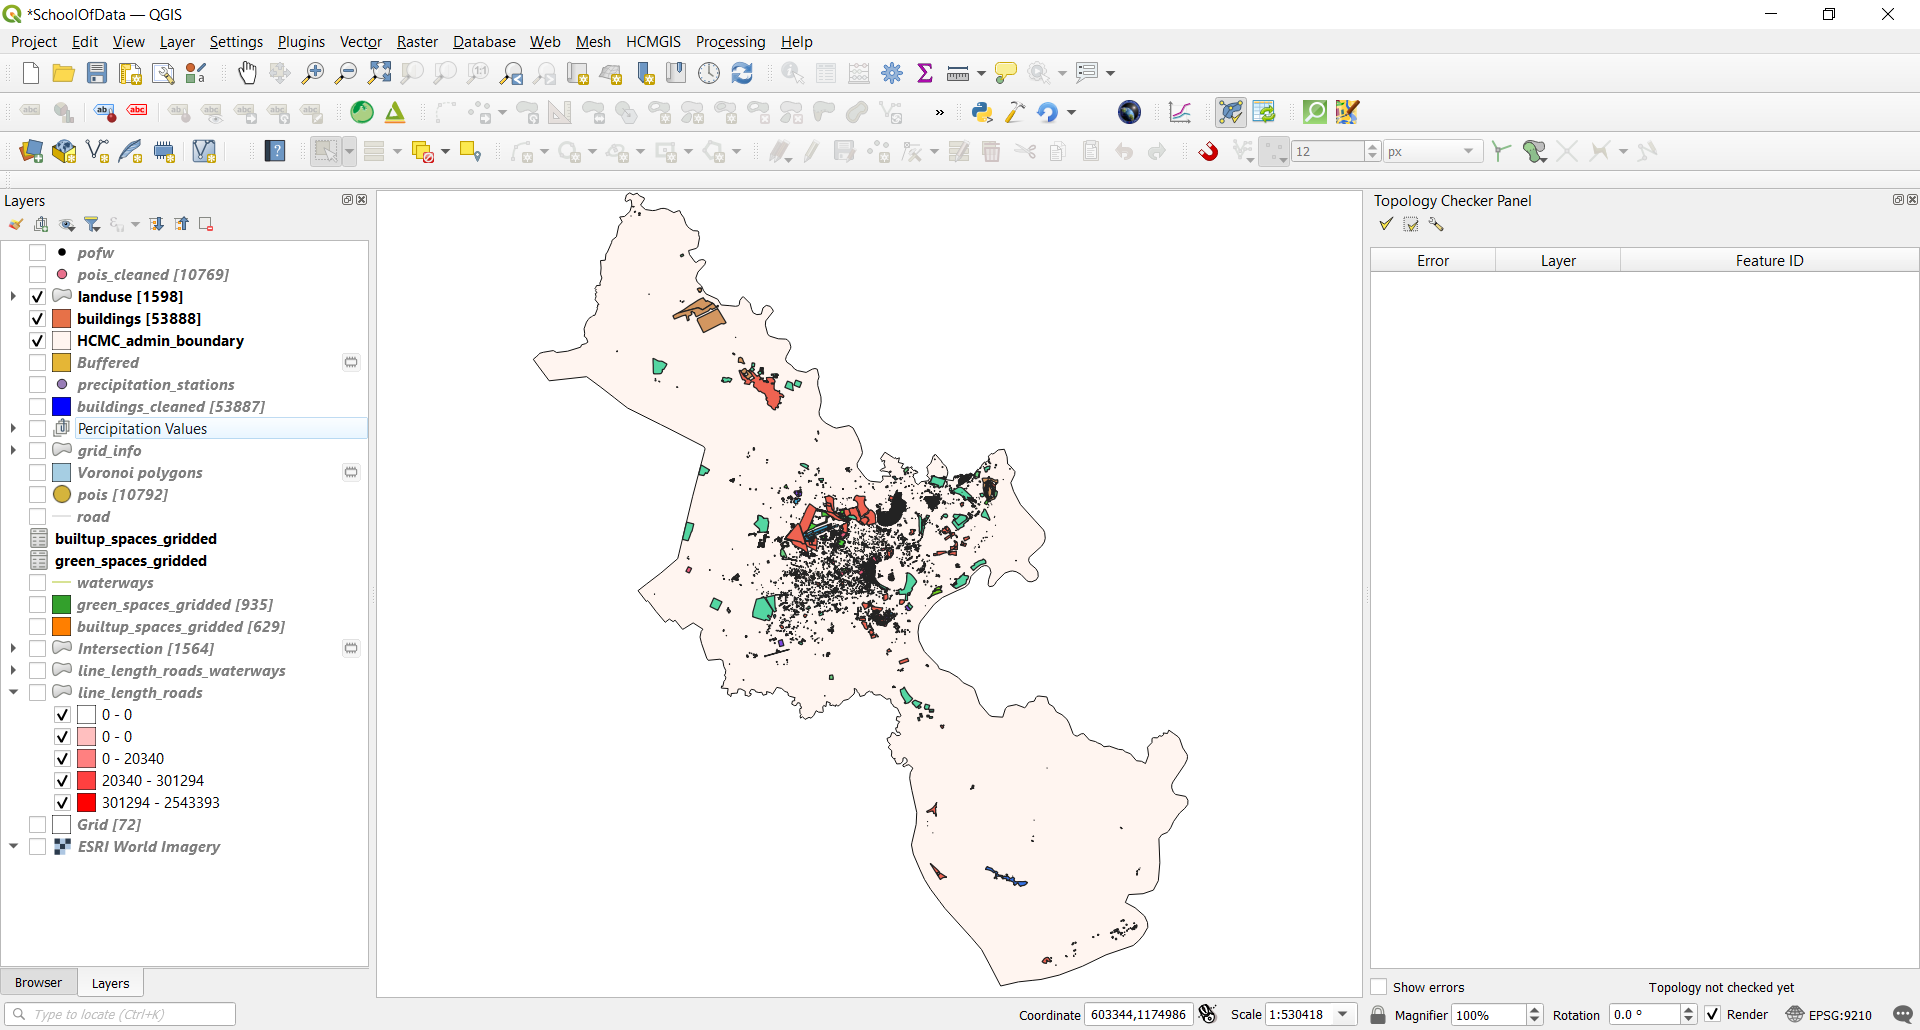 *SchoolOfData — QGIS
Project Edit View Layer Settings Plugins Vector Raster Database Web Mesh HCMGIS Processing Help
12 px
Layers
pofw
pois_cleaned [10769]
landuse [1598]
buildings [53888]
HCMC_admin_boundary
Buffered
precipitation_stations
buildings_cleaned [53887]
Percipitation Values
grid_info
Voronoi polygons
pois [10792]
road
builtup_spaces_gridded
green_spaces_gridded
waterways
green_spaces_gridded [935]
builtup_spaces_gridded [629]
Intersection [1564]
line_length_roads_waterways
line_length_roads
0 - 0
0 - 0
0 - 20340
20340 - 301294
301294 - 2543393
Grid [72]
ESRI World Imagery
Browser Layers
Topology Checker Panel
Error Layer Feature ID
Show errors Topology not checked yet
Type to locate (Ctrl+K)
Coordinate 603344,1174986 Scale 1:530418 Magnifier 100% Rotation 0.0 ° Render EPSG:9210